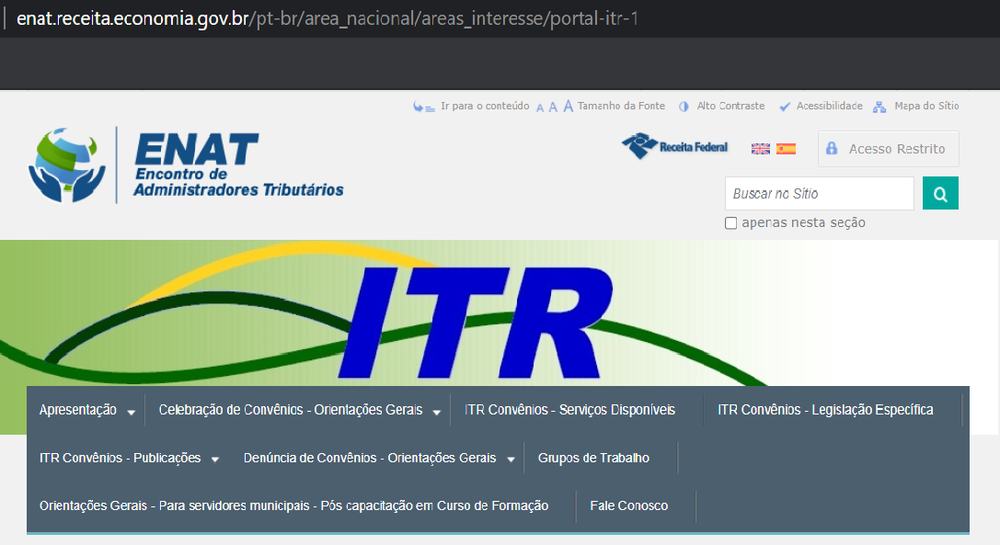 enat.receita.economia.gov.br/pt-br/area_nacional/areas_interesse/portal-itr-1
Ir para o conteúdo A A A Tamanho da Fonte Alto Contraste Acessibilidade Mapa do Sítio
ENAT
Encontro de
Administradores Tributários
Receita Federal
Acesso Restrito
Buscar no Sítio
apenas nesta seção
ITR
Apresentação Celebração de Convênios - Orientações Gerais ITR Convênios - Serviços Disponíveis ITR Convênios - Legislação Específica
ITR Convênios - Publicações Denúncia de Convênios - Orientações Gerais Grupos de Trabalho
Orientações Gerais - Para servidores municipais - Pós capacitação em Curso de Formação Fale Conosco